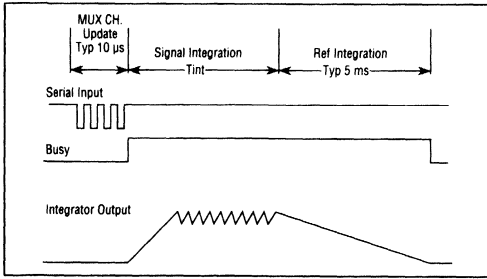 MUX CH.
Update
Typ 10 µs
Signal Integration
Tint
Ref Integration
Typ 5 ms
Serial Input
Busy
Integrator Output